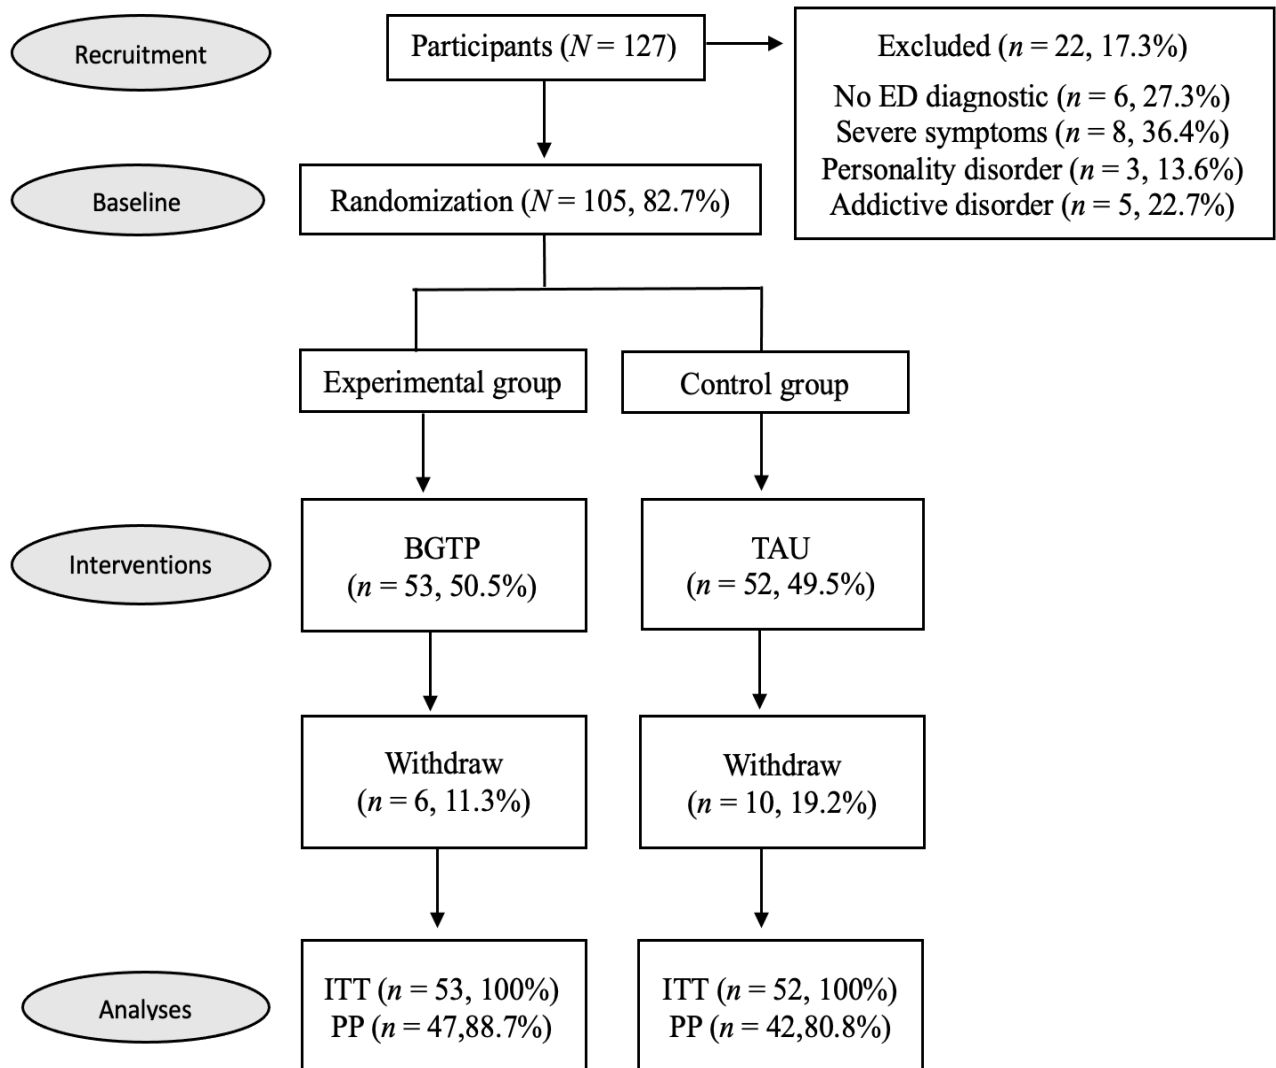 Recruitment
Participants (N = 127)
Excluded (n = 22, 17.3%)
No ED diagnostic (n = 6, 27.3%)
Severe symptoms (n = 8, 36.4%)
Personality disorder (n = 3, 13.6%)
Addictive disorder (n = 5, 22.7%)
Baseline
Randomization (N = 105, 82.7%)
Experimental group
Control group
Interventions
BGTP
(n = 53, 50.5%)
TAU
(n = 52, 49.5%)
Withdraw
(n = 6, 11.3%)
Withdraw
(n = 10, 19.2%)
Analyses
ITT (n = 53, 100%)
PP (n = 47,88.7%)
ITT (n = 52, 100%)
PP (n = 42,80.8%)